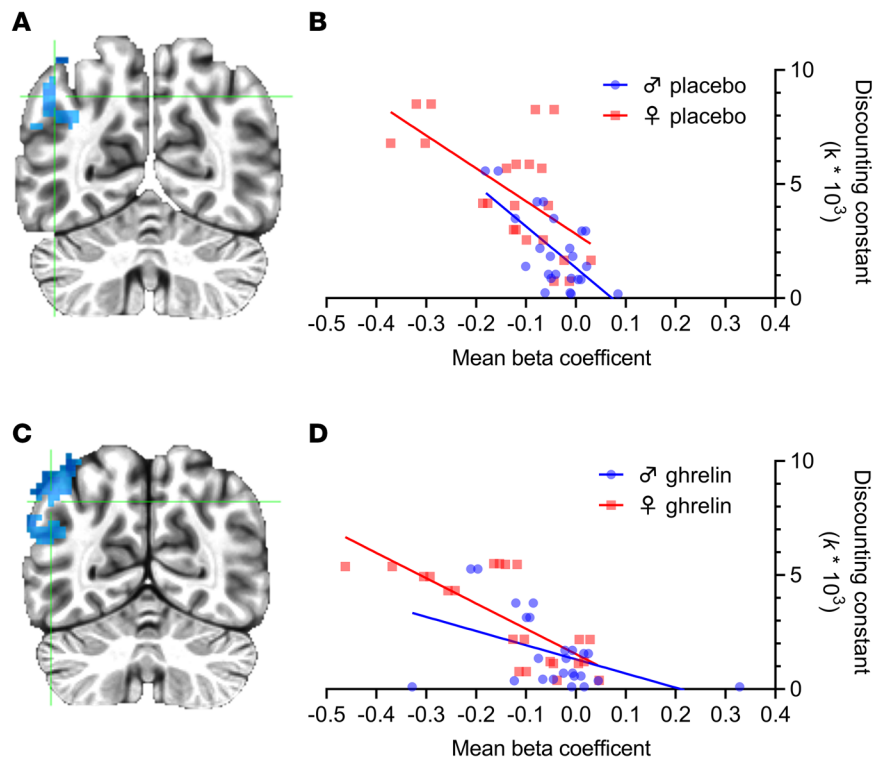 A
B
♂ placebo
♀ placebo
10
5
0
Discounting constant
(k * 10³)
-0.5 -0.4 -0.3 -0.2 -0.1 0.0 0.1 0.2 0.3 0.4
Mean beta coefficent
C
D
♂ ghrelin
♀ ghrelin
10
5
0
Discounting constant
(k * 10³)
-0.5 -0.4 -0.3 -0.2 -0.1 0.0 0.1 0.2 0.3 0.4
Mean beta coefficent